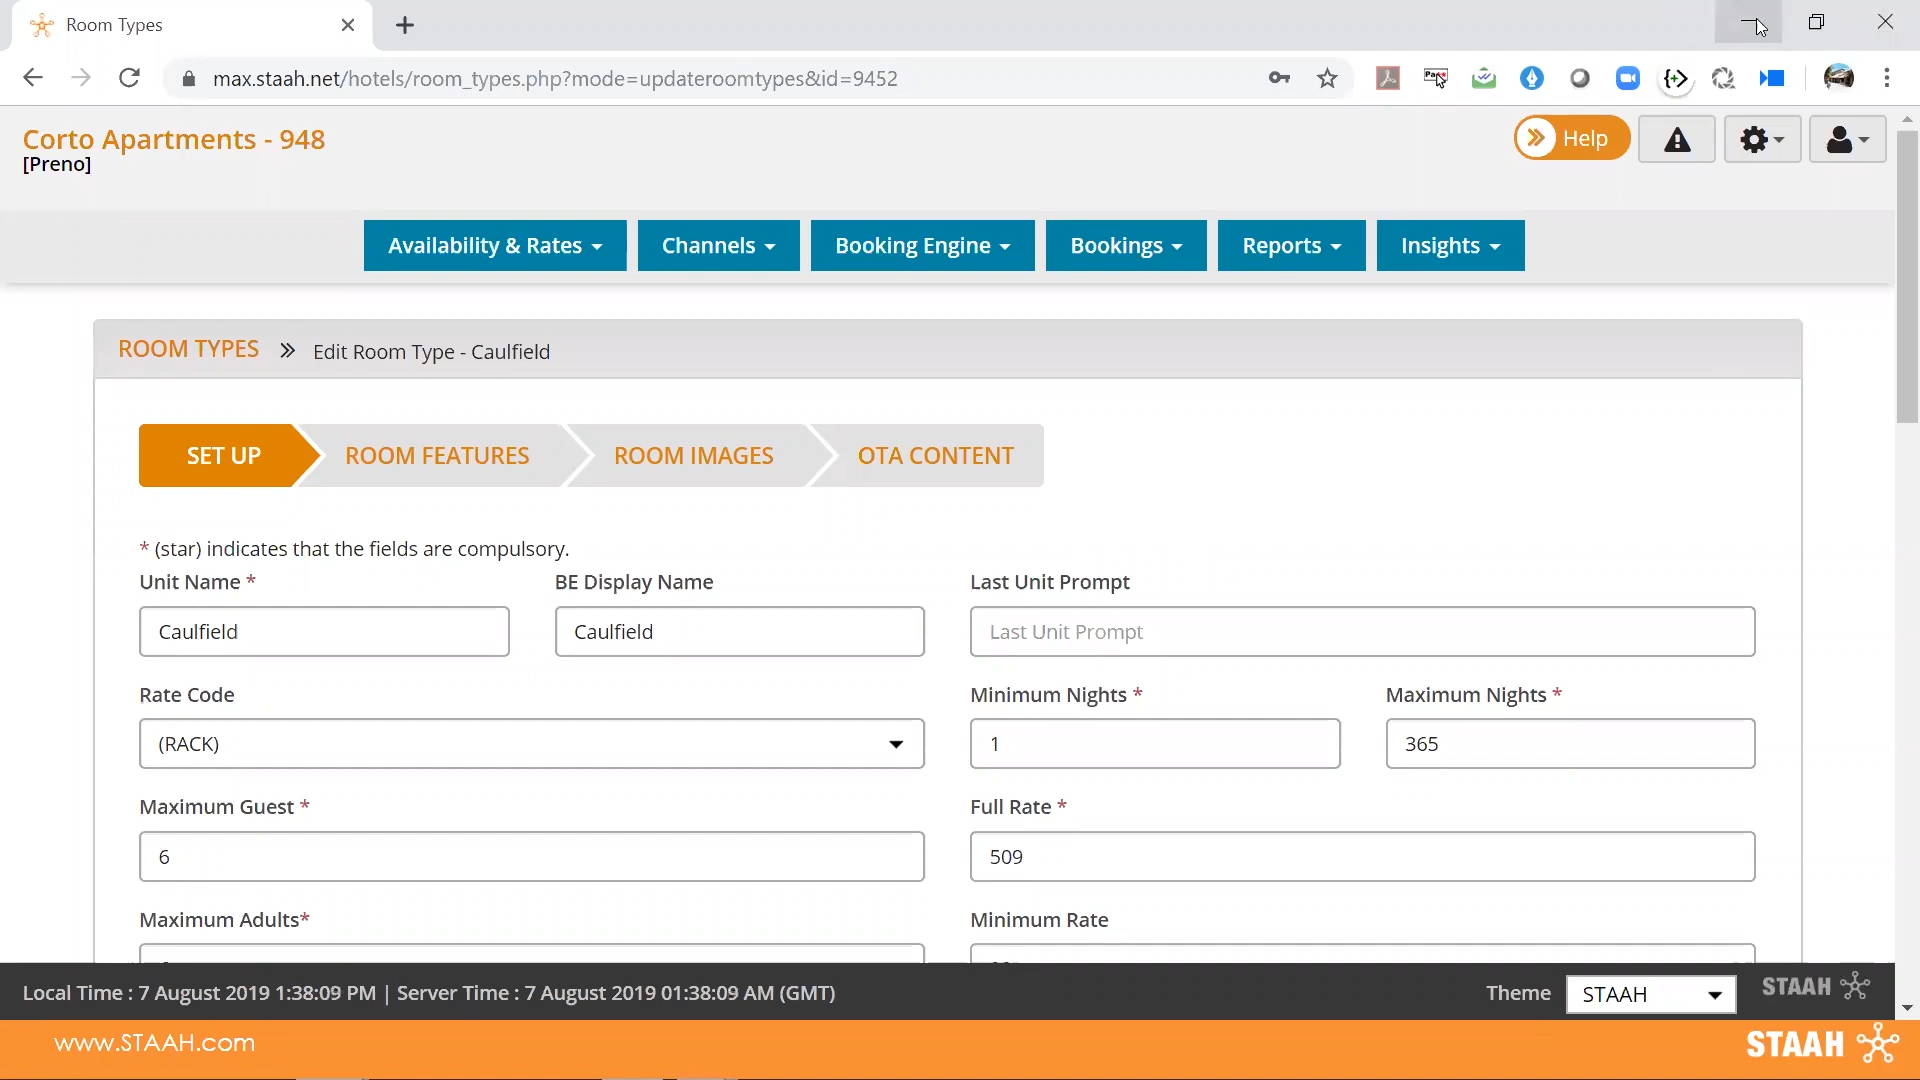 Room Types
max.staah.net/hotels/room_types.php?mode=updateroomtypes&id=9452
Corto Apartments - 948
[Preno]
Help
Availability & Rates
Channels
Booking Engine
Bookings
Reports
Insights
ROOM TYPES
Edit Room Type - Caulfield
SET UP
ROOM FEATURES
ROOM IMAGES
OTA CONTENT
* (star) indicates that the fields are compulsory.
Unit Name *
BE Display Name
Last Unit Prompt
Caulfield
Caulfield
Last Unit Prompt
Rate Code
Minimum Nights *
Maximum Nights *
(RACK)
1
365
Maximum Guest *
Full Rate *
6
509
Maximum Adults*
Minimum Rate
Local Time : 7 August 2019 1:38:09 PM | Server Time : 7 August 2019 01:38:09 AM (GMT)
Theme
STAAH
STAAH
www.STAAH.com
STAAH